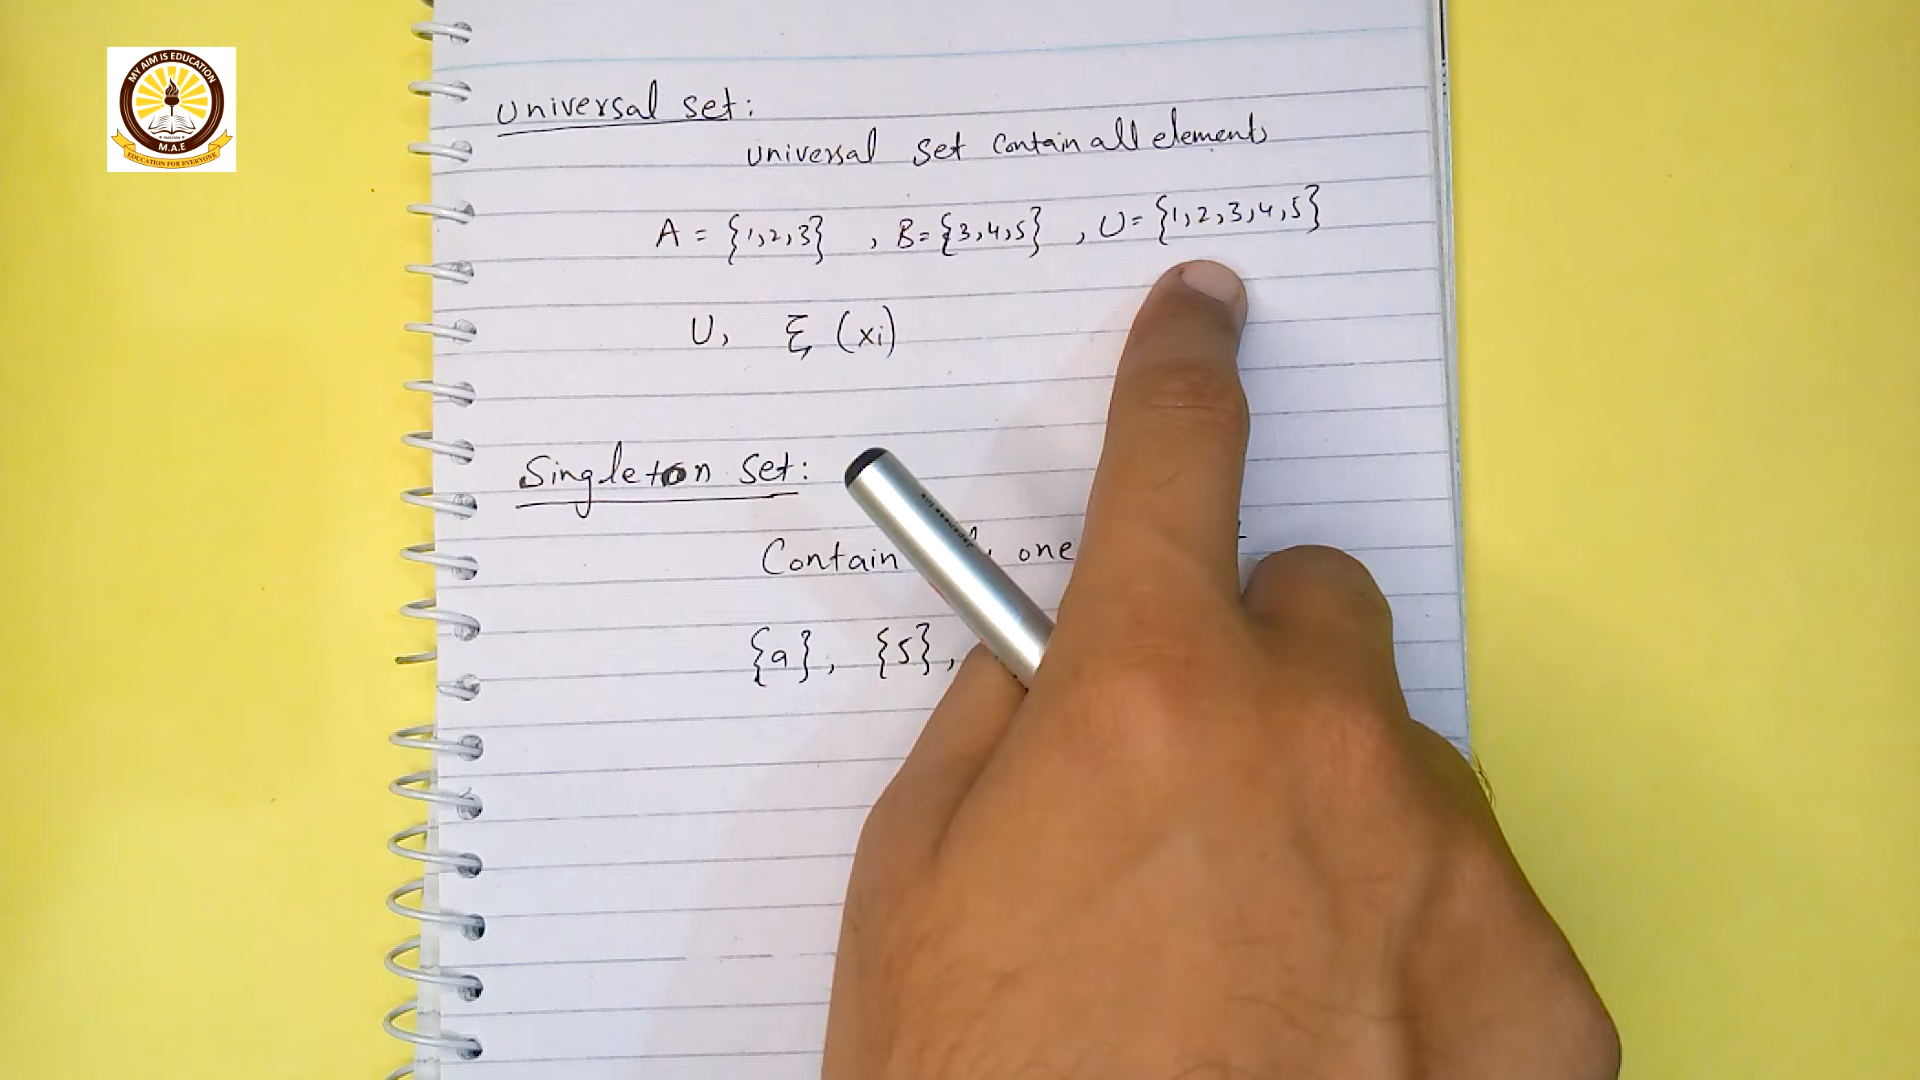 MY AIM IS EDUCATION
M.A.E
EDUCATION FOR EVERYONE
Universal set:
universal set contain all elements
A = {1,2,3} , B={3,4,5} , U={1,2,3,4,5}
U, ξ (xi)
Singleton set:
Contain one
{a}, {5},